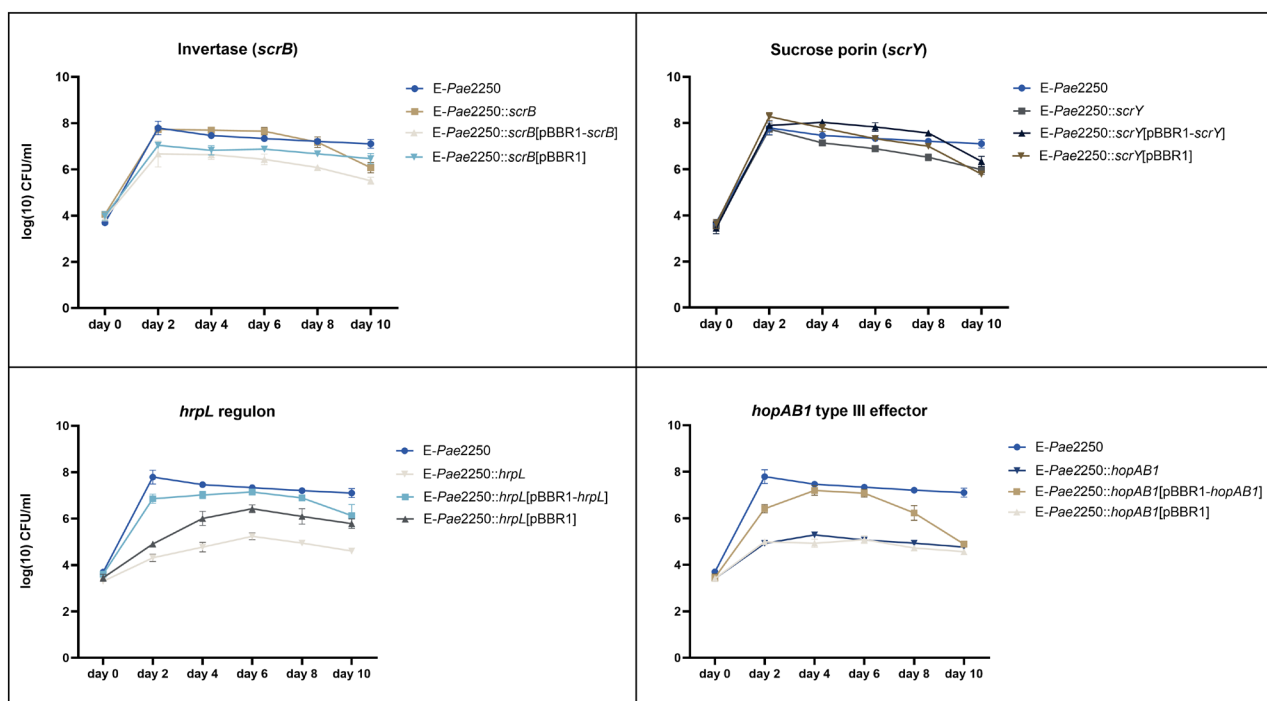 Invertase (scrB)
log(10) CFU/ml
10
8
6
4
2
0
day 0 day 2 day 4 day 6 day 8 day 10
E-Pae2250
E-Pae2250::scrB
E-Pae2250::scrB[pBBR1-scrB]
E-Pae2250::scrB[pBBR1]
Sucrose porin (scrY)
10
8
6
4
2
0
day 0 day 2 day 4 day 6 day 8 day 10
E-Pae2250
E-Pae2250::scrY
E-Pae2250::scrY[pBBR1-scrY]
E-Pae2250::scrY[pBBR1]
hrpL regulon
log(10) CFU/ml
10
8
6
4
2
0
day 0 day 2 day 4 day 6 day 8 day 10
E-Pae2250
E-Pae2250::hrpL
E-Pae2250::hrpL[pBBR1-hrpL]
E-Pae2250::hrpL[pBBR1]
hopAB1 type III effector
10
8
6
4
2
0
day 0 day 2 day 4 day 6 day 8 day 10
E-Pae2250
E-Pae2250::hopAB1
E-Pae2250::hopAB1[pBBR1-hopAB1]
E-Pae2250::hopAB1[pBBR1]